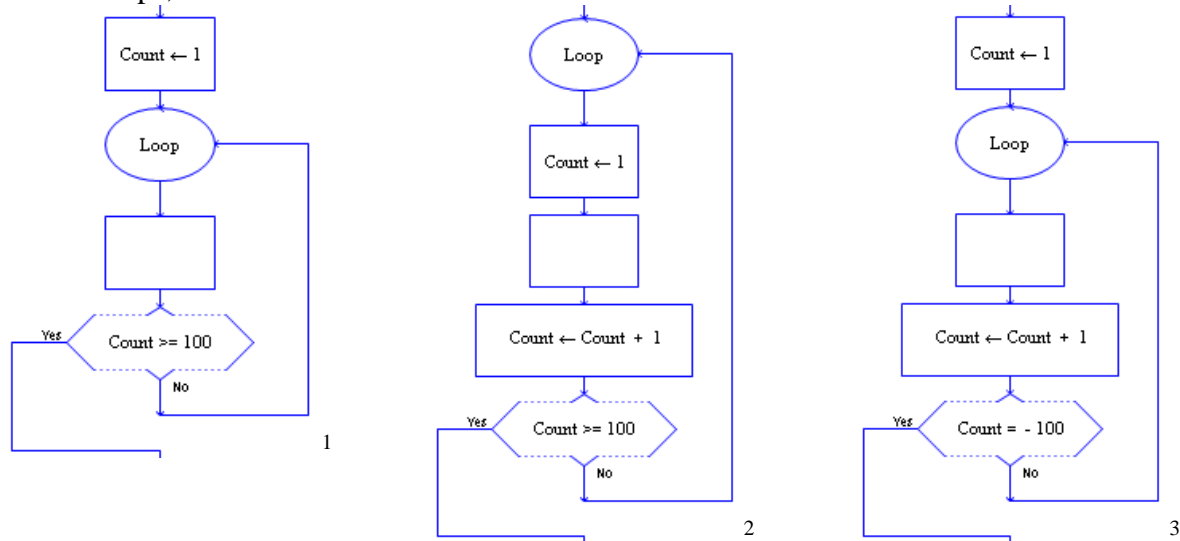 Count ← 1
Loop
Count >= 100
Yes
No
1
Loop
Count ← 1
Count ← Count + 1
Count >= 100
Yes
No
2
Count ← 1
Loop
Count ← Count + 1
Count = - 100
Yes
No
3